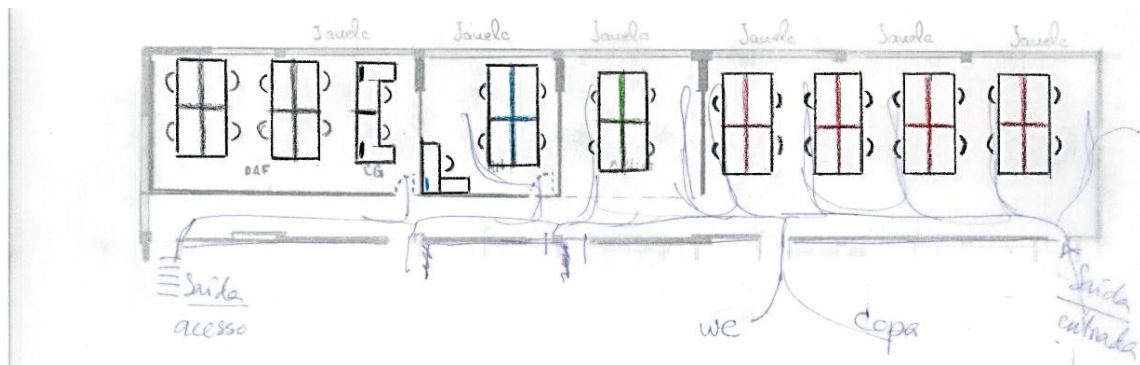 Janela Janela Janela Janela Janela Janela
DAF CG
Saída
acesso
WC Copa
Saída
entrada